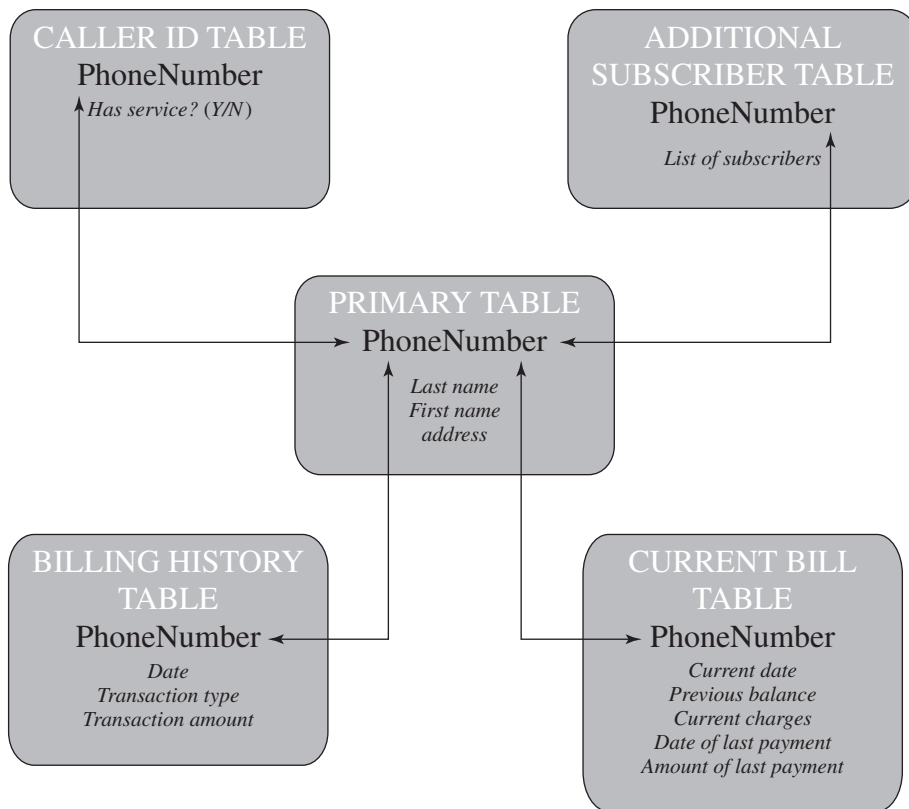 CALLER ID TABLE
PhoneNumber
Has service? (Y/N)
ADDITIONAL
SUBSCRIBER TABLE
PhoneNumber
List of subscribers
PRIMARY TABLE
PhoneNumber
Last name
First name
address
BILLING HISTORY
TABLE
PhoneNumber
Date
Transaction type
Transaction amount
CURRENT BILL
TABLE
PhoneNumber
Current date
Previous balance
Current charges
Date of last payment
Amount of last payment